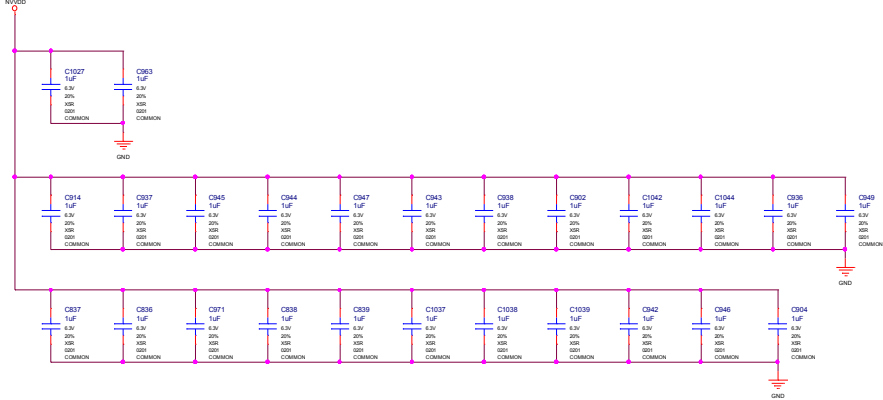 NVVDD
C1027 C963
1uF 1uF
6.3V 6.3V
20% 20%
X5R X5R
0201 0201
COMMON COMMON
GND
C914 C937 C945 C944 C947 C943 C938 C902 C1042 C1044 C936 C949
1uF 1uF 1uF 1uF 1uF 1uF 1uF 1uF 1uF 1uF 1uF 1uF
6.3V 6.3V 6.3V 6.3V 6.3V 6.3V 6.3V 6.3V 6.3V 6.3V 6.3V 6.3V
20% 20% 20% 20% 20% 20% 20% 20% 20% 20% 20% 20%
X5R X5R X5R X5R X5R X5R X5R X5R X5R X5R X5R X5R
0201 0201 0201 0201 0201 0201 0201 0201 0201 0201 0201 0201
COMMON COMMON COMMON COMMON COMMON COMMON COMMON COMMON COMMON COMMON COMMON COMMON
GND
C837 C836 C971 C838 C839 C1037 C1038 C1039 C942 C946 C904
1uF 1uF 1uF 1uF 1uF 1uF 1uF 1uF 1uF 1uF 1uF
6.3V 6.3V 6.3V 6.3V 6.3V 6.3V 6.3V 6.3V 6.3V 6.3V 6.3V
20% 20% 20% 20% 20% 20% 20% 20% 20% 20% 20%
X5R X5R X5R X5R X5R X5R X5R X5R X5R X5R X5R
0201 0201 0201 0201 0201 0201 0201 0201 0201 0201 0201
COMMON COMMON COMMON COMMON COMMON COMMON COMMON COMMON COMMON COMMON COMMON
GND